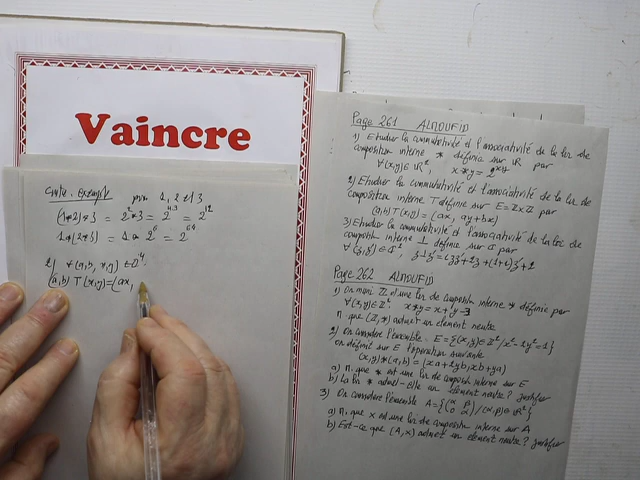 Vaincre
Contre-exemple pour 1, 2 et 3
(1*2)*3 = 2²*3 = 2^4×3 = 2^12
1*(2*3) = 1* 2^6 = 2^64
2) ∀(a,b, x,y) ∈ Z^4
(a,b) T (x,y)=(ax,
Page 261 ALMOUFID
1) Etudier la commutativité et l'associativité de la loi de
composition interne * définie sur IR par
∀(x,y)∈ IR², x*y = 2^xy
2) Etudier la commutativité et l'associativité de la loi de
composition interne T définie sur E=Z×Z par
(a,b)T(x,y)=(ax, ay+bx)
3) Etudier la commutativité et l'associativité de la loi de
composition interne ⊥ définie sur C par
Page 262 ALMOUFID
1) On muni Z d'une loi de composition interne * définie par
∀(x,y)∈Z² x*y = x+y-3
M que (Z,*) admet un élément neutre
2) On considère l'ensemble E={(x,y)∈Z²/x²-2y²=1}
on définit sur E l'opération suivante
(x,y)*(a,b)=(xa+2yb,xb+ya)
a) M. que * est une loi de composit interne sur E
b) La loi * admet-elle un élément neutre? justifier
3) On considère l'ensemble
a) M. que × est une loi de composition interne sur A
b) Est-ce que (A,×) admet un élément neutre? justifier